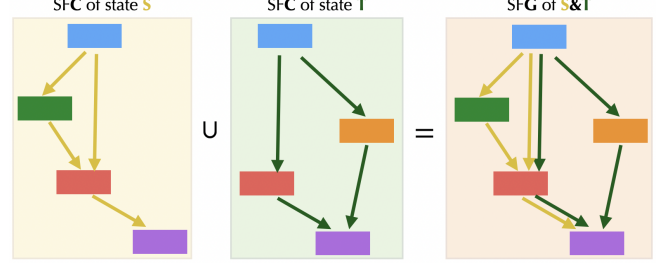 SFC of state S
SFC of state T
SFG of S&T
∪
=